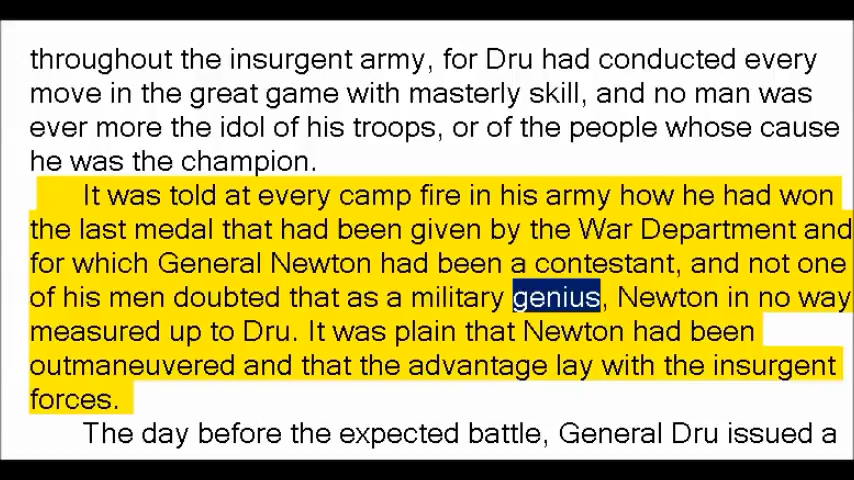 throughout the insurgent army, for Dru had conducted every
move in the great game with masterly skill, and no man was
ever more the idol of his troops, or of the people whose cause
he was the champion.
It was told at every camp fire in his army how he had won
the last medal that had been given by the War Department and
for which General Newton had been a contestant, and not one
of his men doubted that as a military genius, Newton in no way
measured up to Dru. It was plain that Newton had been
outmaneuvered and that the advantage lay with the insurgent
forces.
The day before the expected battle, General Dru issued a